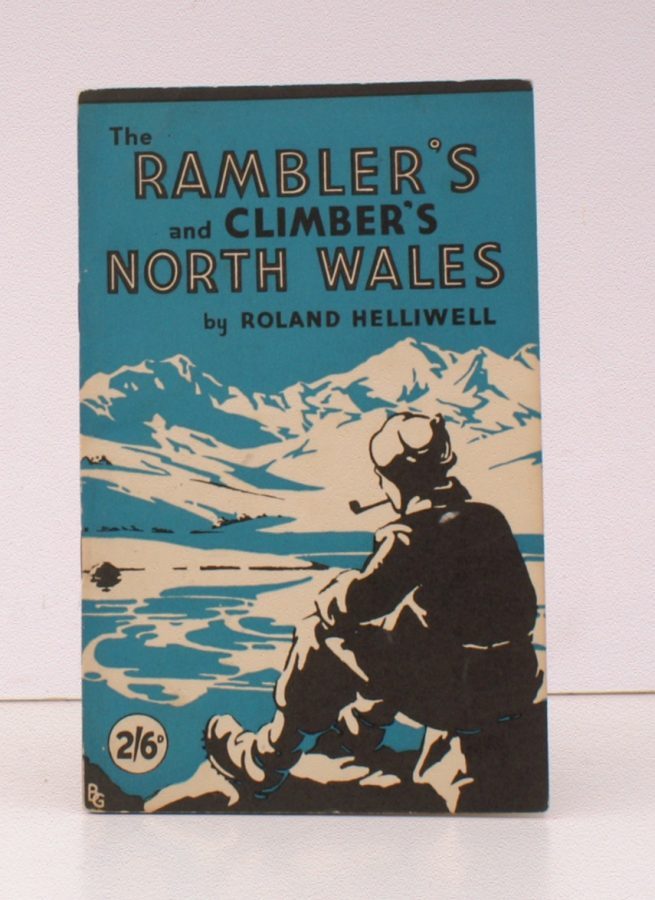 The
RAMBLER'S
and CLIMBER'S
NORTH WALES
by ROLAND HELLIWELL
2/6ᴰ
BG